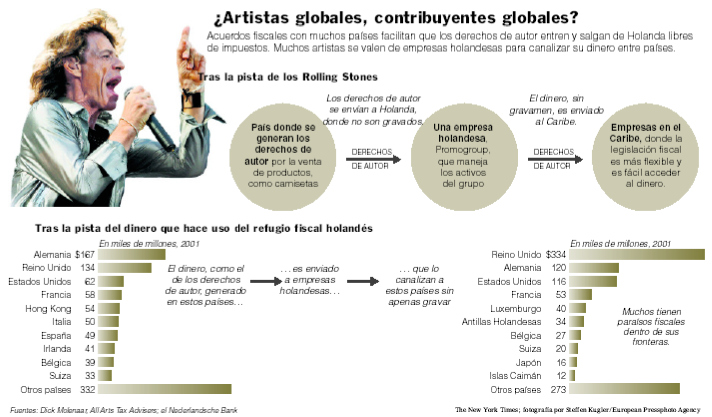 ¿Artistas globales, contribuyentes globales?
Acuerdos fiscales con muchos países facilitan que los derechos de autor entren y salgan de Holanda libres
de impuestos. Muchos artistas se valen de empresas holandesas para canalizar su dinero entre países.
Tras la pista de los Rolling Stones
Los derechos de autor
se envían a Holanda,
donde no son gravados.
El dinero, sin
gravamen, es enviado
al Caribe.
País donde se
generan los
derechos de
autor por la venta
de productos,
como camisetas
DERECHOS
DE AUTOR
Una empresa
holandesa,
Promogroup,
que maneja
los activos
del grupo
DERECHOS
DE AUTOR
Empresas en el
Caribe, donde la
legislación fiscal
es más flexible y
es fácil acceder
al dinero.
Tras la pista del dinero que hace uso del refugio fiscal holandés
En miles de millones, 2001
Alemania $167
Reino Unido 134
Estados Unidos 62
Francia 58
Hong Kong 54
Italia 50
España 49
Irlanda 41
Bélgica 39
Suiza 33
Otros países 332
El dinero, como el
de los derechos
de autor, generado
en estos países...
...es enviado
a empresas
holandesas...
...que lo
canalizan a
estos países sin
apenas gravar
En miles de millones, 2001
Reino Unido $334
Alemania 120
Estados Unidos 116
Francia 53
Luxemburgo 40
Antillas Holandesas 34
Bélgica 27
Suiza 20
Japón 16
Islas Caimán 12
Otros países 273
Muchos tienen
paraísos fiscales
dentro de sus
fronteras.
Fuentes: Dick Molenaar, All Arts Tax Advisers; el Nederlandsche Bank
The New York Times; fotografía por Steffen Kugler/European Pressphoto Agency